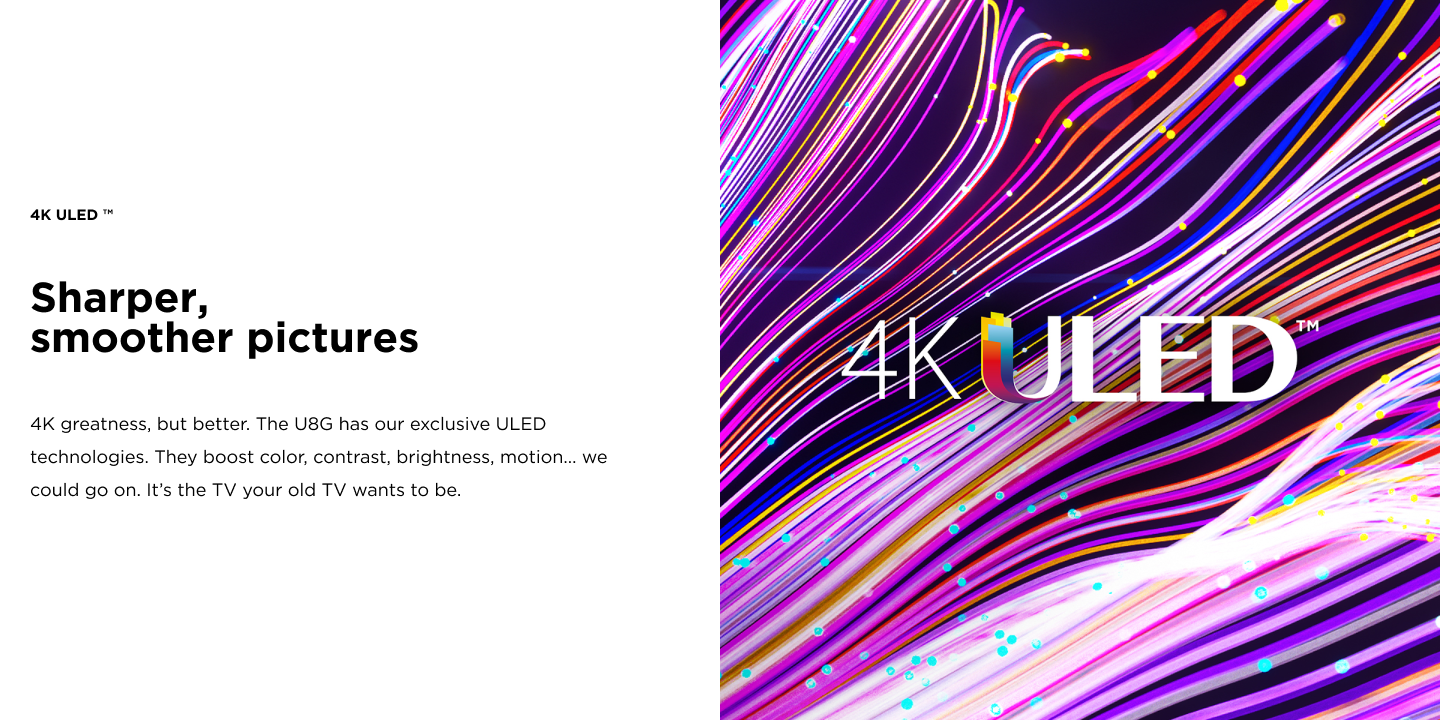 4K ULED ™
Sharper,
smoother pictures
4K greatness, but better. The U8G has our exclusive ULED
technologies. They boost color, contrast, brightness, motion... we
could go on. It’s the TV your old TV wants to be.
4K ULED™